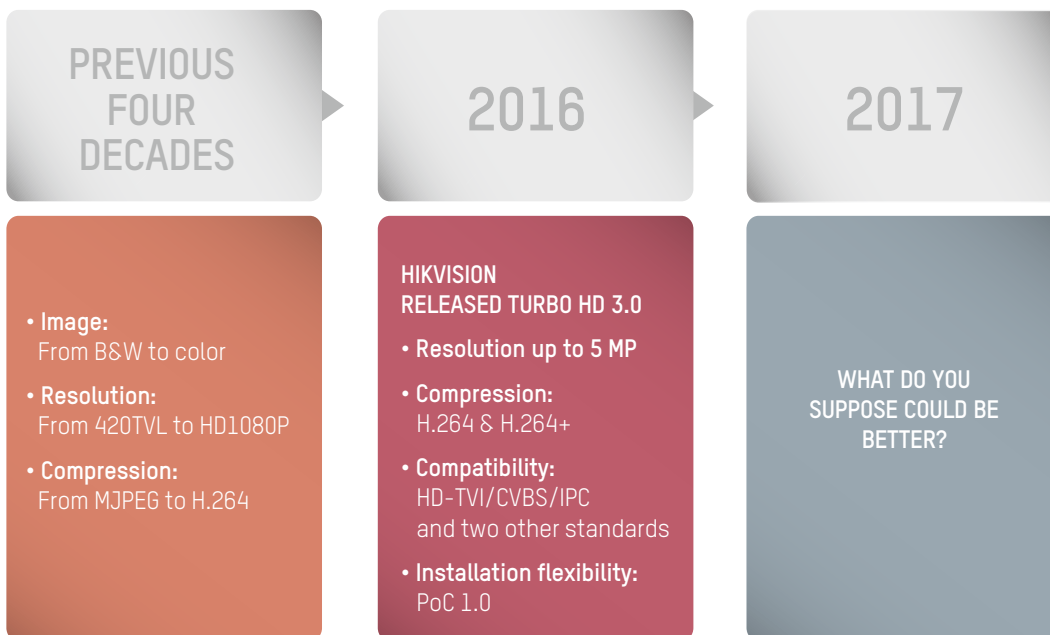 PREVIOUS
FOUR
DECADES
• Image:
From B&W to color
• Resolution:
From 420TVL to HD1080P
• Compression:
From MJPEG to H.264
2016
HIKVISION
RELEASED TURBO HD 3.0
• Resolution up to 5 MP
• Compression:
H.264 & H.264+
• Compatibility:
HD-TVI/CVBS/IPC
and two other standards
• Installation flexibility:
PoC 1.0
2017
WHAT DO YOU
SUPPOSE COULD BE
BETTER?